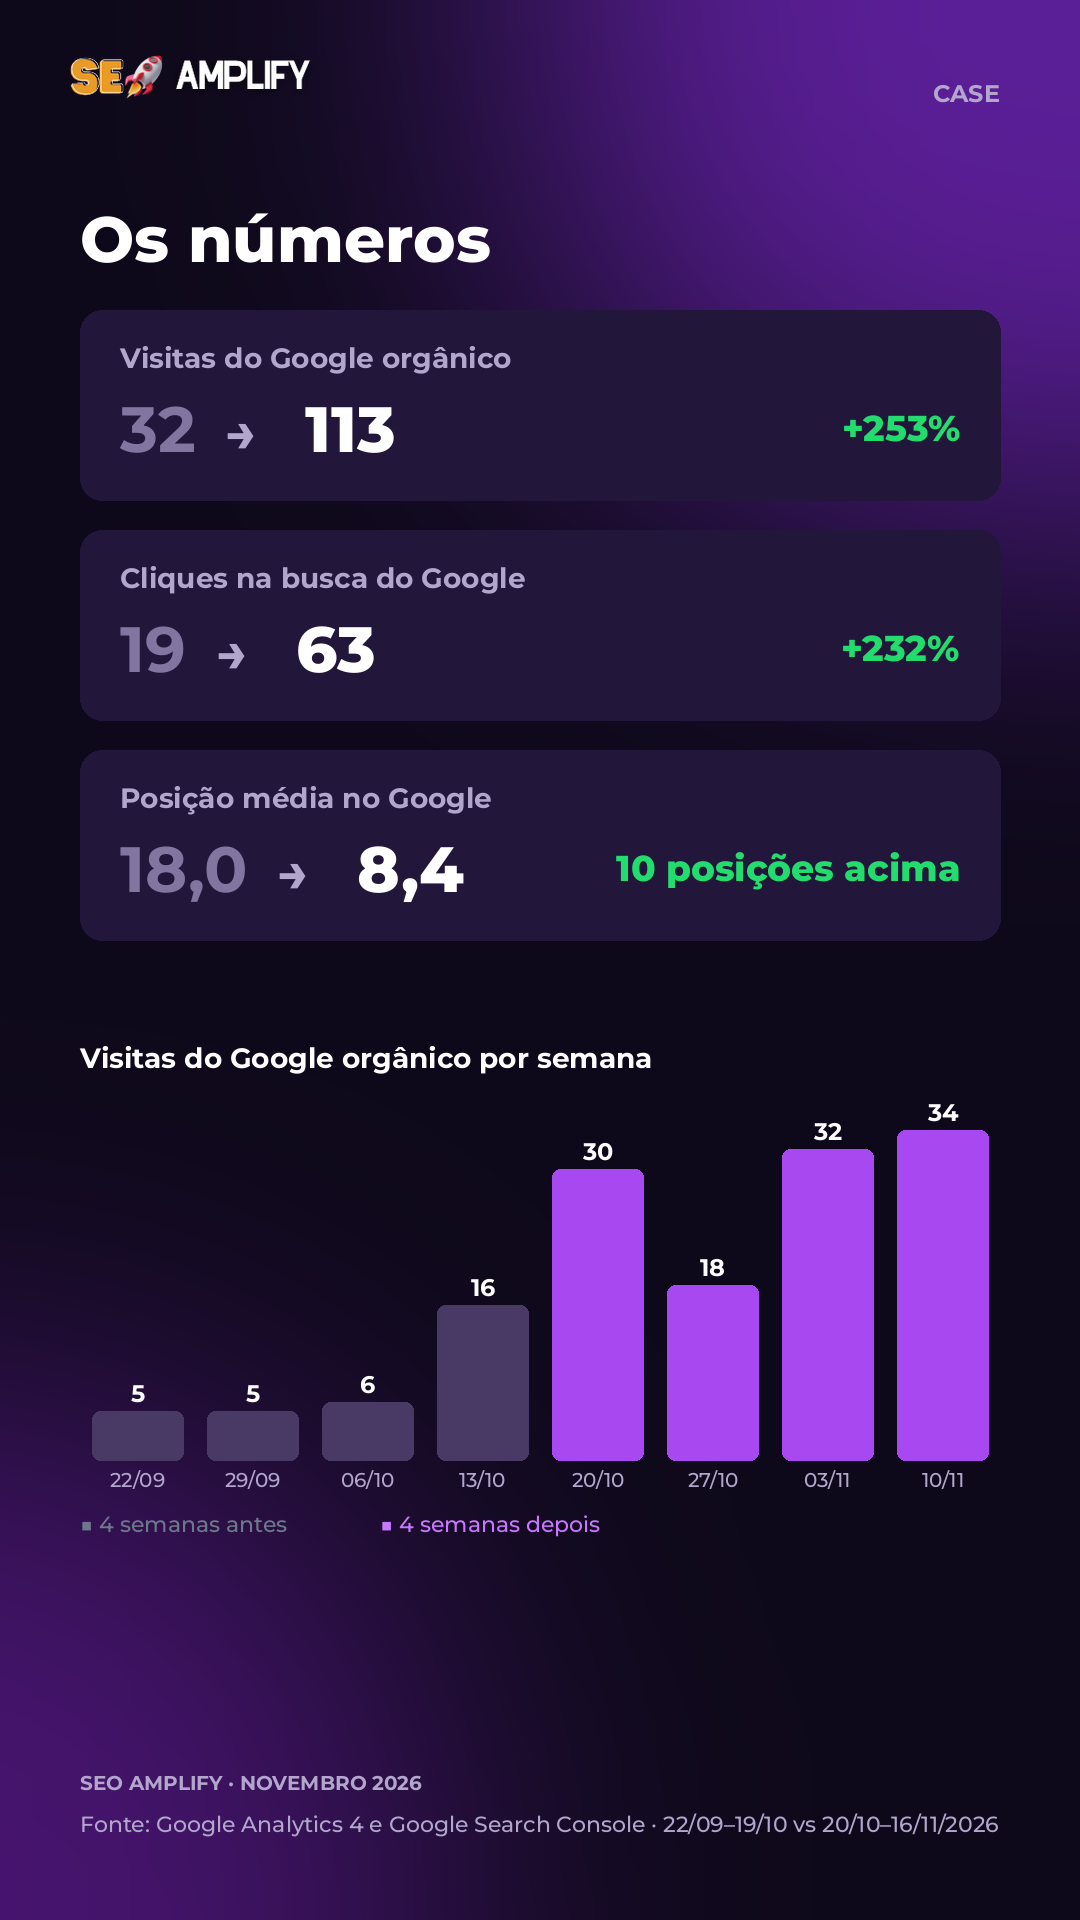 SEO AMPLIFY
CASE
Os números
Visitas do Google orgânico
32 → 113 +253%
Cliques na busca do Google
19 → 63 +232%
Posição média no Google
18,0 → 8,4 10 posições acima
Visitas do Google orgânico por semana
5 5 6 16 30 18 32 34
22/09 29/09 06/10 13/10 20/10 27/10 03/11 10/11
4 semanas antes 4 semanas depois
SEO AMPLIFY · NOVEMBRO 2026
Fonte: Google Analytics 4 e Google Search Console · 22/09–19/10 vs 20/10–16/11/2026